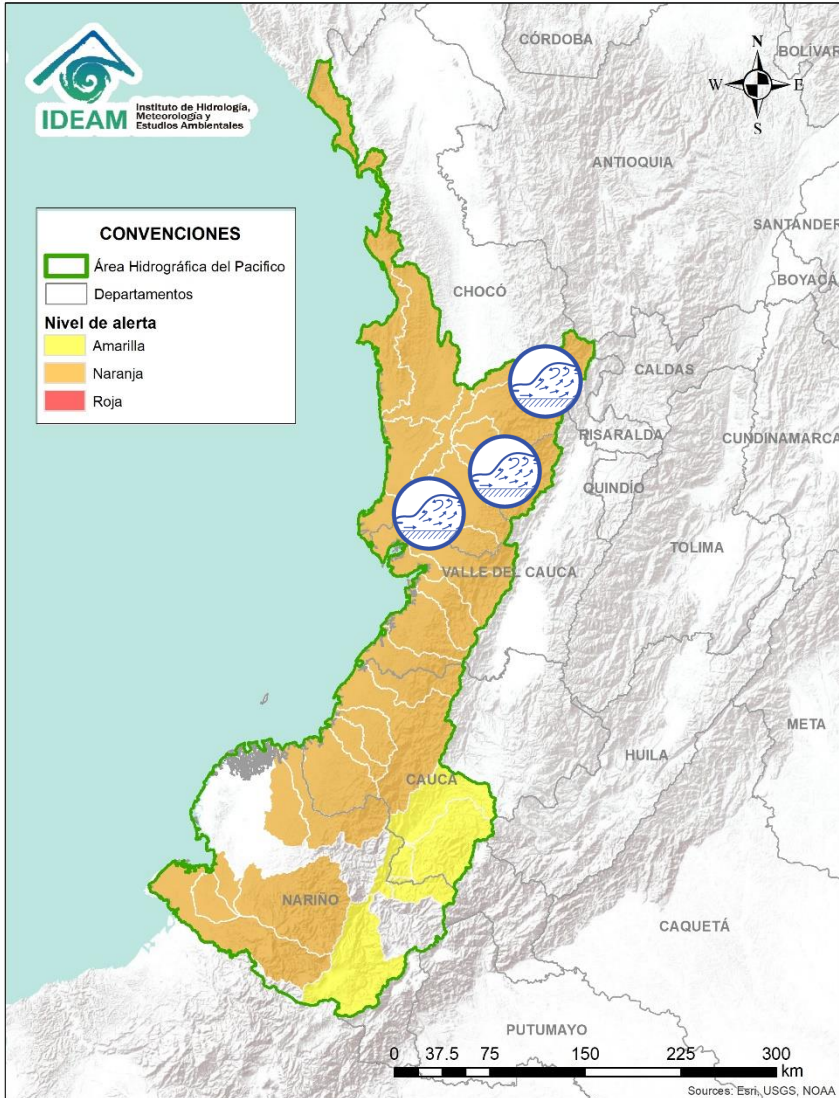 IDEAM
Instituto de Hidrología,
Meteorología y
Estudios Ambientales
CONVENCIONES
Área Hidrográfica del Pacifico
Departamentos
Nivel de alerta
Amarilla
Naranja
Roja
N
W
E
S
CÓRDOBA
BOLÍVAR
ANTIOQUIA
SANTANDER
BOYACÁ
CHOCÓ
CALDAS
RISARALDA
CUNDINAMARCA
QUINDÍO
TOLIMA
VALLE DEL CAUCA
META
HUILA
CAUCA
NARIÑO
CAQUETÁ
PUTUMAYO
0 37.5 75 150 225 300
km
Sources: Esri, USGS, NOAA